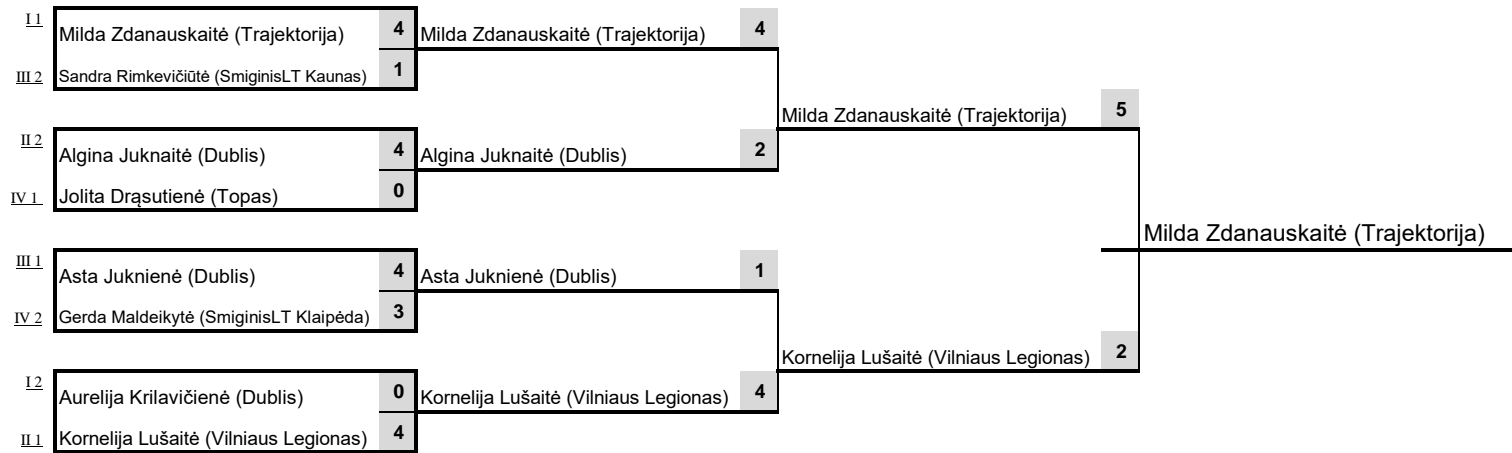 I 1
Milda Zdanauskaitė (Trajektorija) 4
Milda Zdanauskaitė (Trajektorija) 4
III 2
Sandra Rimkevičiūtė (SmiginisLT Kaunas) 1
Milda Zdanauskaitė (Trajektorija) 5
II 2
Algina Juknaitė (Dublis) 4
Algina Juknaitė (Dublis) 2
IV 1
Jolita Drąsutienė (Topas) 0
Milda Zdanauskaitė (Trajektorija)
III 1
Asta Juknienė (Dublis) 4
Asta Juknienė (Dublis) 1
IV 2
Gerda Maldeikytė (SmiginisLT Klaipėda) 3
Kornelija Lušaitė (Vilniaus Legionas) 2
I 2
Aurelija Krilavičienė (Dublis) 0
Kornelija Lušaitė (Vilniaus Legionas) 4
II 1
Kornelija Lušaitė (Vilniaus Legionas) 4